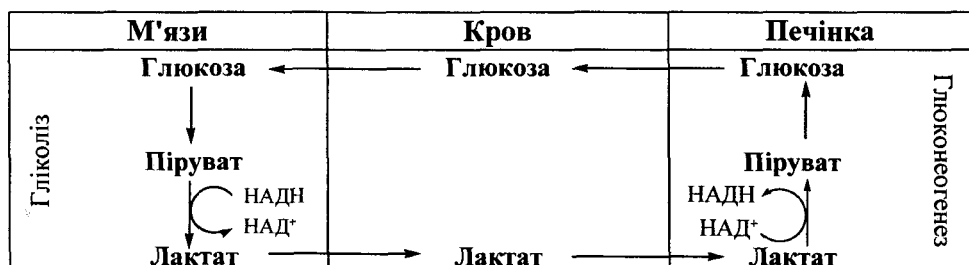 М'язи Кров Печінка
Глюкоза Глюкоза Глюкоза
Гліколіз
Глюконеогенез
Піруват Піруват
НАДН НАДН
НАД⁺ НАД⁺
Лактат Лактат Лактат